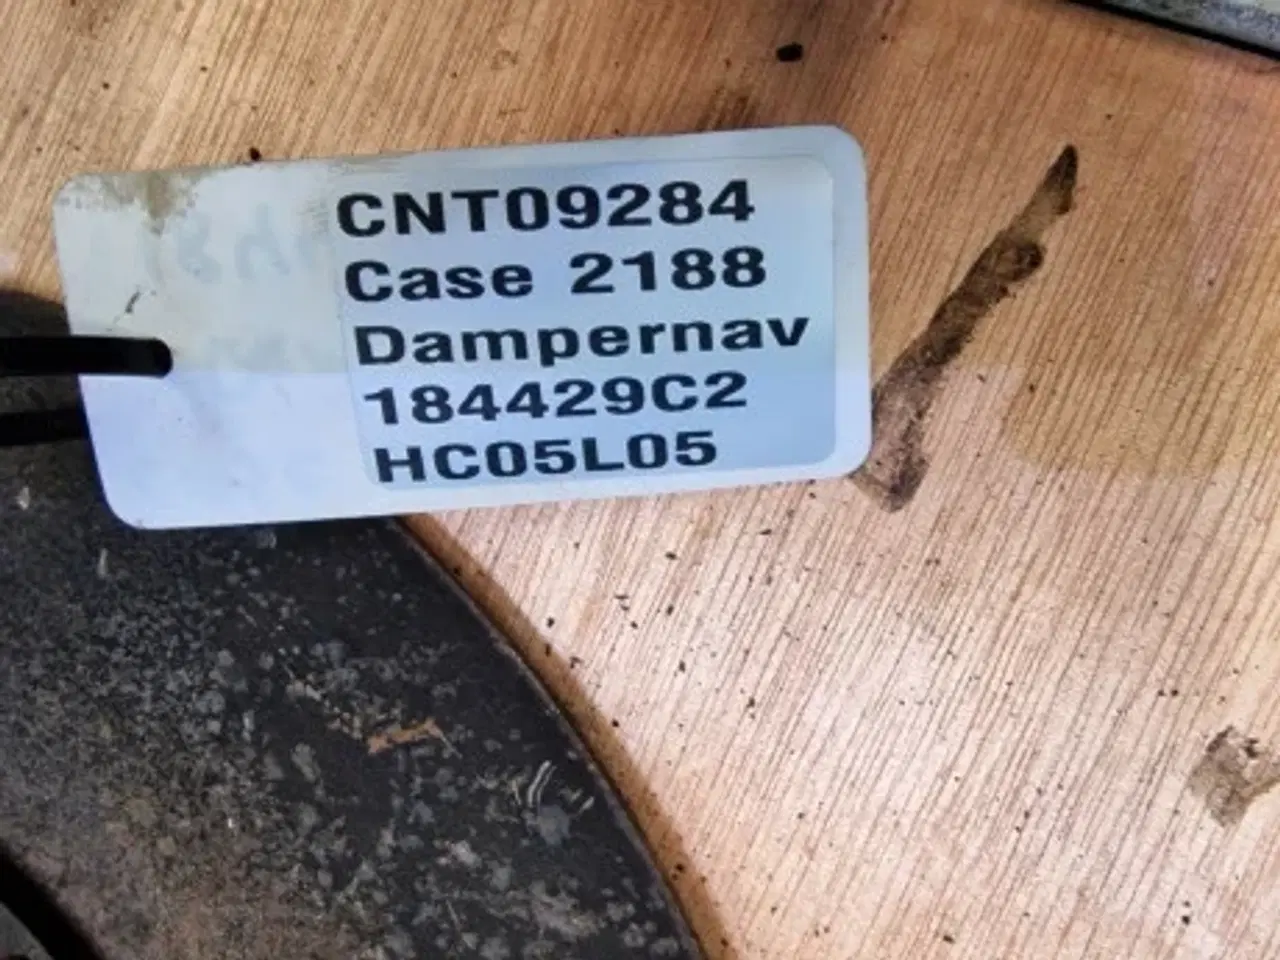 CNT09284
Case 2188
Dampernav
184429C2
HC05L05